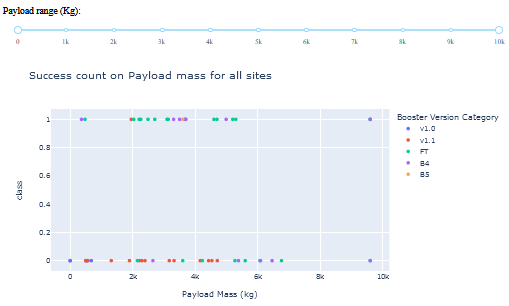 Payload range (Kg):
0 1k 2k 3k 4k 5k 6k 7k 8k 9k 10k
Success count on Payload mass for all sites
Booster Version Category
v1.0
v1.1
FT
B4
B5
1
0.8
0.6
0.4
0.2
0
class
0 2k 4k 6k 8k 10k
Payload Mass (kg)